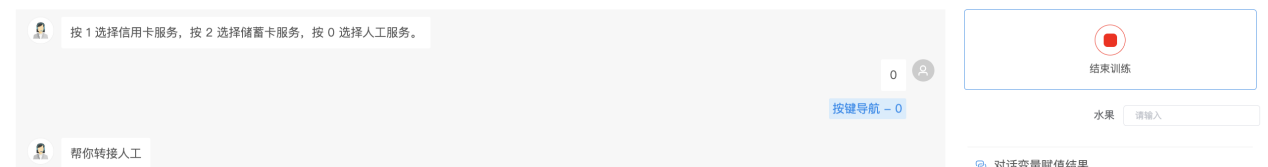 按 1 选择信用卡服务，按 2 选择储蓄卡服务，按 0 选择人工服务。
0
结束训练
按键导航 – 0
水果 请输入
帮你转接人工
对话变量赋值结果